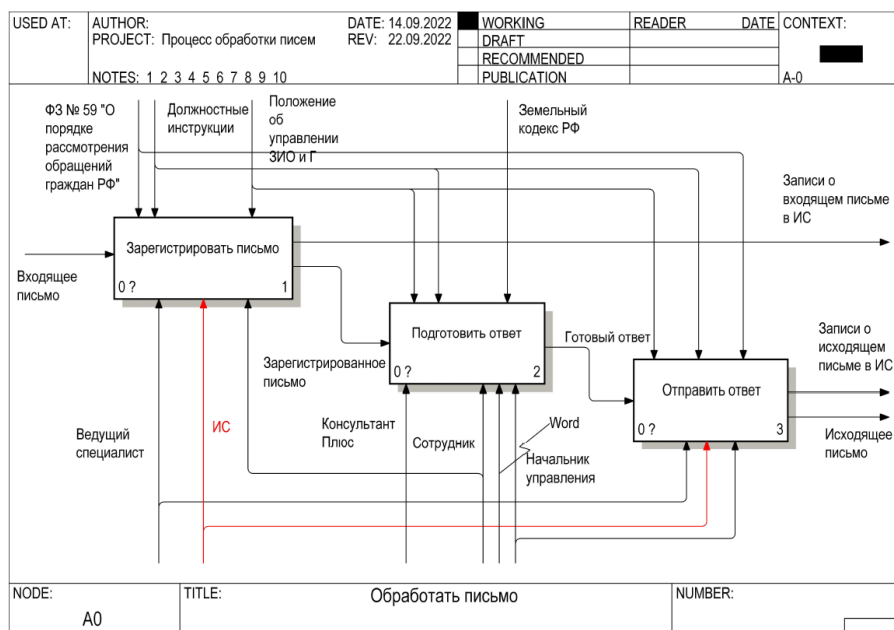 USED AT:
AUTHOR:
DATE: 14.09.2022
WORKING
READER
DATE
CONTEXT:
PROJECT: Процесс обработки писем
REV: 22.09.2022
DRAFT
RECOMMENDED
NOTES: 1 2 3 4 5 6 7 8 9 10
PUBLICATION
A-0
ФЗ № 59 "О
порядке
рассмотрения
обращений
граждан РФ"
Должностные
инструкции
Положение
об
управлении
ЗИО и Г
Земельный
кодекс РФ
Записи о
входящем письме
в ИС
Зарегистрировать письмо
0 ?
1
Входящее
письмо
Подготовить ответ
0 ?
2
Готовый ответ
Записи о
исходящем
письме в ИС
Зарегистрированное
письмо
Отправить ответ
0 ?
3
Исходящее
письмо
Ведущий
специалист
ИС
Консультант
Плюс
Сотрудник
Word
Начальник
управления
NODE:
A0
TITLE:
Обработать письмо
NUMBER: